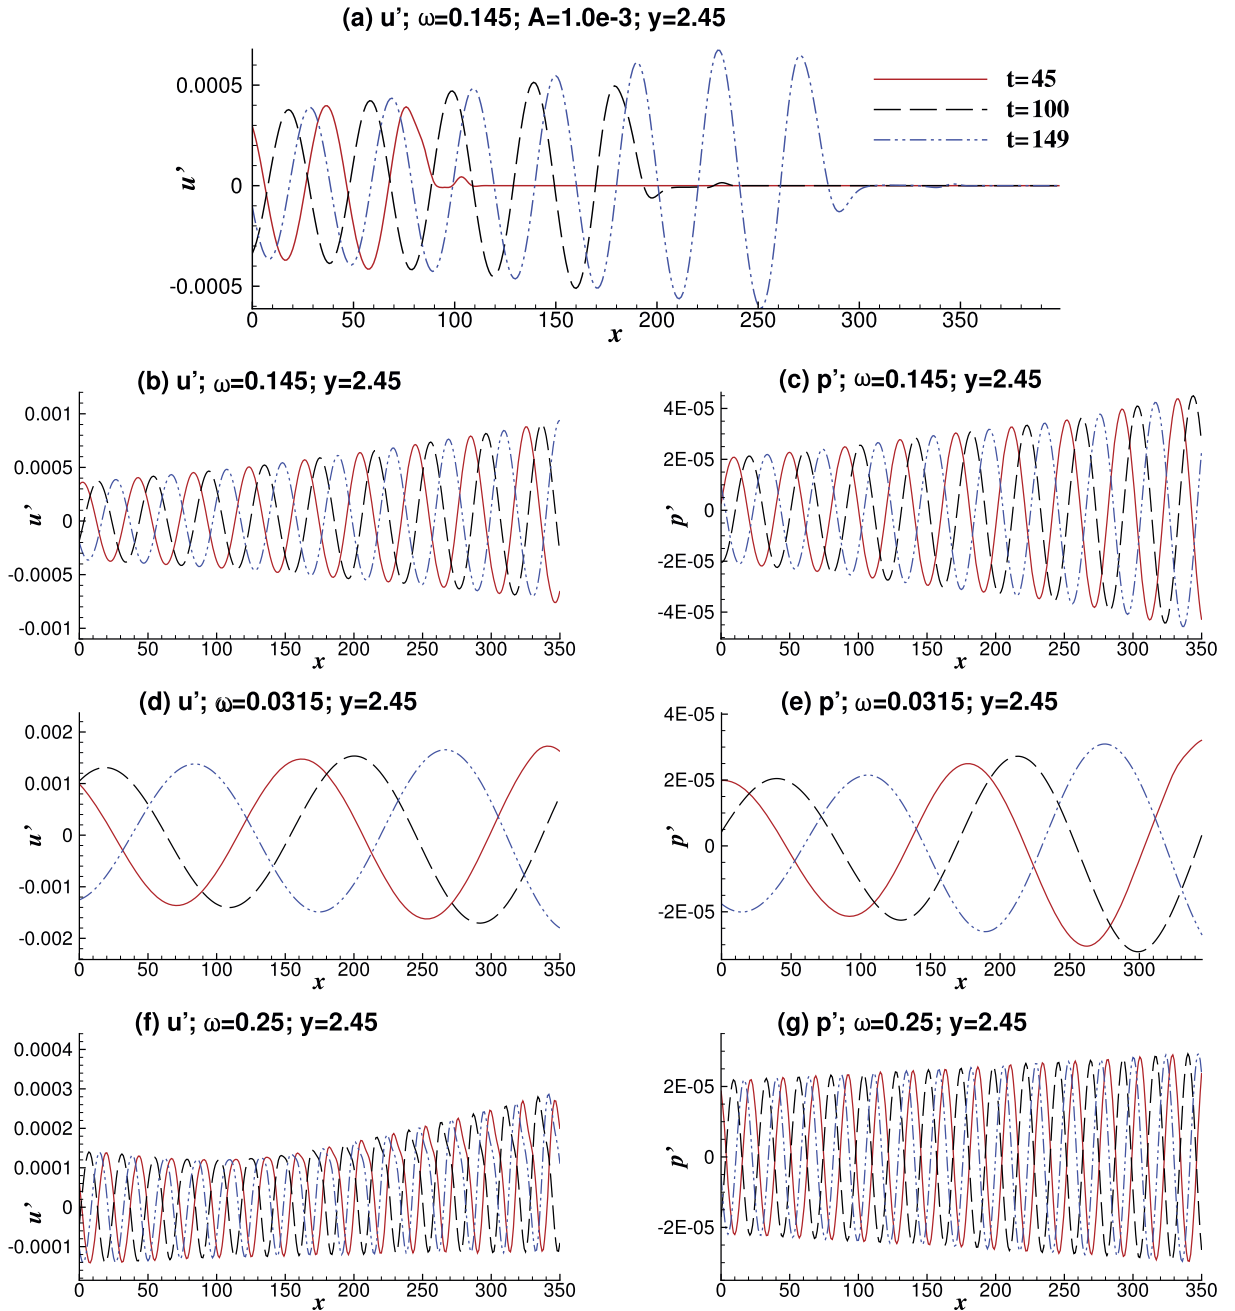 (a) u’; ω=0.145; A=1.0e-3; y=2.45
0.0005
0
-0.0005
u’
t=45
t=100
t=149
0 50 100 150 200 250 300 350
x
(b) u’; ω=0.145; y=2.45
0.001
0.0005
0
-0.0005
-0.001
u’
0 50 100 150 200 250 300 350
x
(c) p’; ω=0.145; y=2.45
4E-05
2E-05
0
-2E-05
-4E-05
p’
0 50 100 150 200 250 300 350
x
(d) u’; ω=0.0315; y=2.45
0.002
0.001
0
-0.001
-0.002
u’
0 50 100 150 200 250 300 350
x
(e) p’; ω=0.0315; y=2.45
4E-05
2E-05
0
-2E-05
p’
0 50 100 150 200 250 300
x
(f) u’; ω=0.25; y=2.45
0.0004
0.0003
0.0002
0.0001
0
-0.0001
u’
0 50 100 150 200 250 300 350
x
(g) p’; ω=0.25; y=2.45
2E-05
0
-2E-05
p’
0 50 100 150 200 250 300 350
x